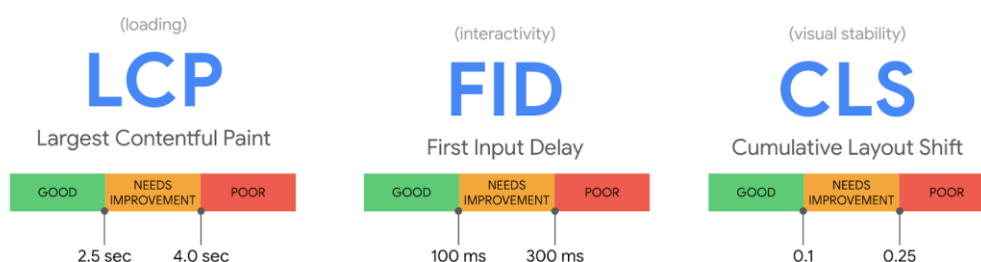 (loading)
LCP
Largest Contentful Paint
GOOD
NEEDS
IMPROVEMENT
POOR
2.5 sec
4.0 sec
(interactivity)
FID
First Input Delay
GOOD
NEEDS
IMPROVEMENT
POOR
100 ms
300 ms
(visual stability)
CLS
Cumulative Layout Shift
GOOD
NEEDS
IMPROVEMENT
POOR
0.1
0.25